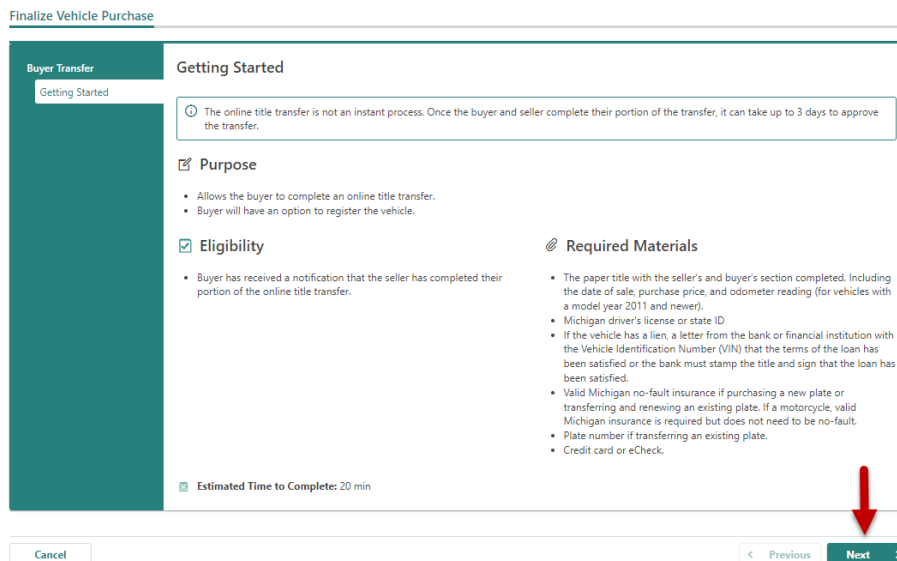 Finalize Vehicle Purchase
Buyer Transfer
Getting Started
Getting Started
The online title transfer is not an instant process. Once the buyer and seller complete their portion of the transfer, it can take up to 3 days to approve
the transfer.
Purpose
• Allows the buyer to complete an online title transfer.
• Buyer will have an option to register the vehicle.
Eligibility
• Buyer has received a notification that the seller has completed their
portion of the online title transfer.
Required Materials
• The paper title with the seller's and buyer's section completed. Including
the date of sale, purchase price, and odometer reading (for vehicles with
a model year 2011 and newer).
• Michigan driver's license or state ID
• If the vehicle has a lien, a letter from the bank or financial institution with
the Vehicle Identification Number (VIN) that the terms of the loan has
been satisfied or the bank must stamp the title and sign that the loan has
been satisfied.
• Valid Michigan no-fault insurance if purchasing a new plate or
transferring and renewing an existing plate. If a motorcycle, valid
Michigan insurance is required but does not need to be no-fault.
• Plate number if transferring an existing plate.
• Credit card or eCheck.
Estimated Time to Complete: 20 min
Cancel
< Previous
Next